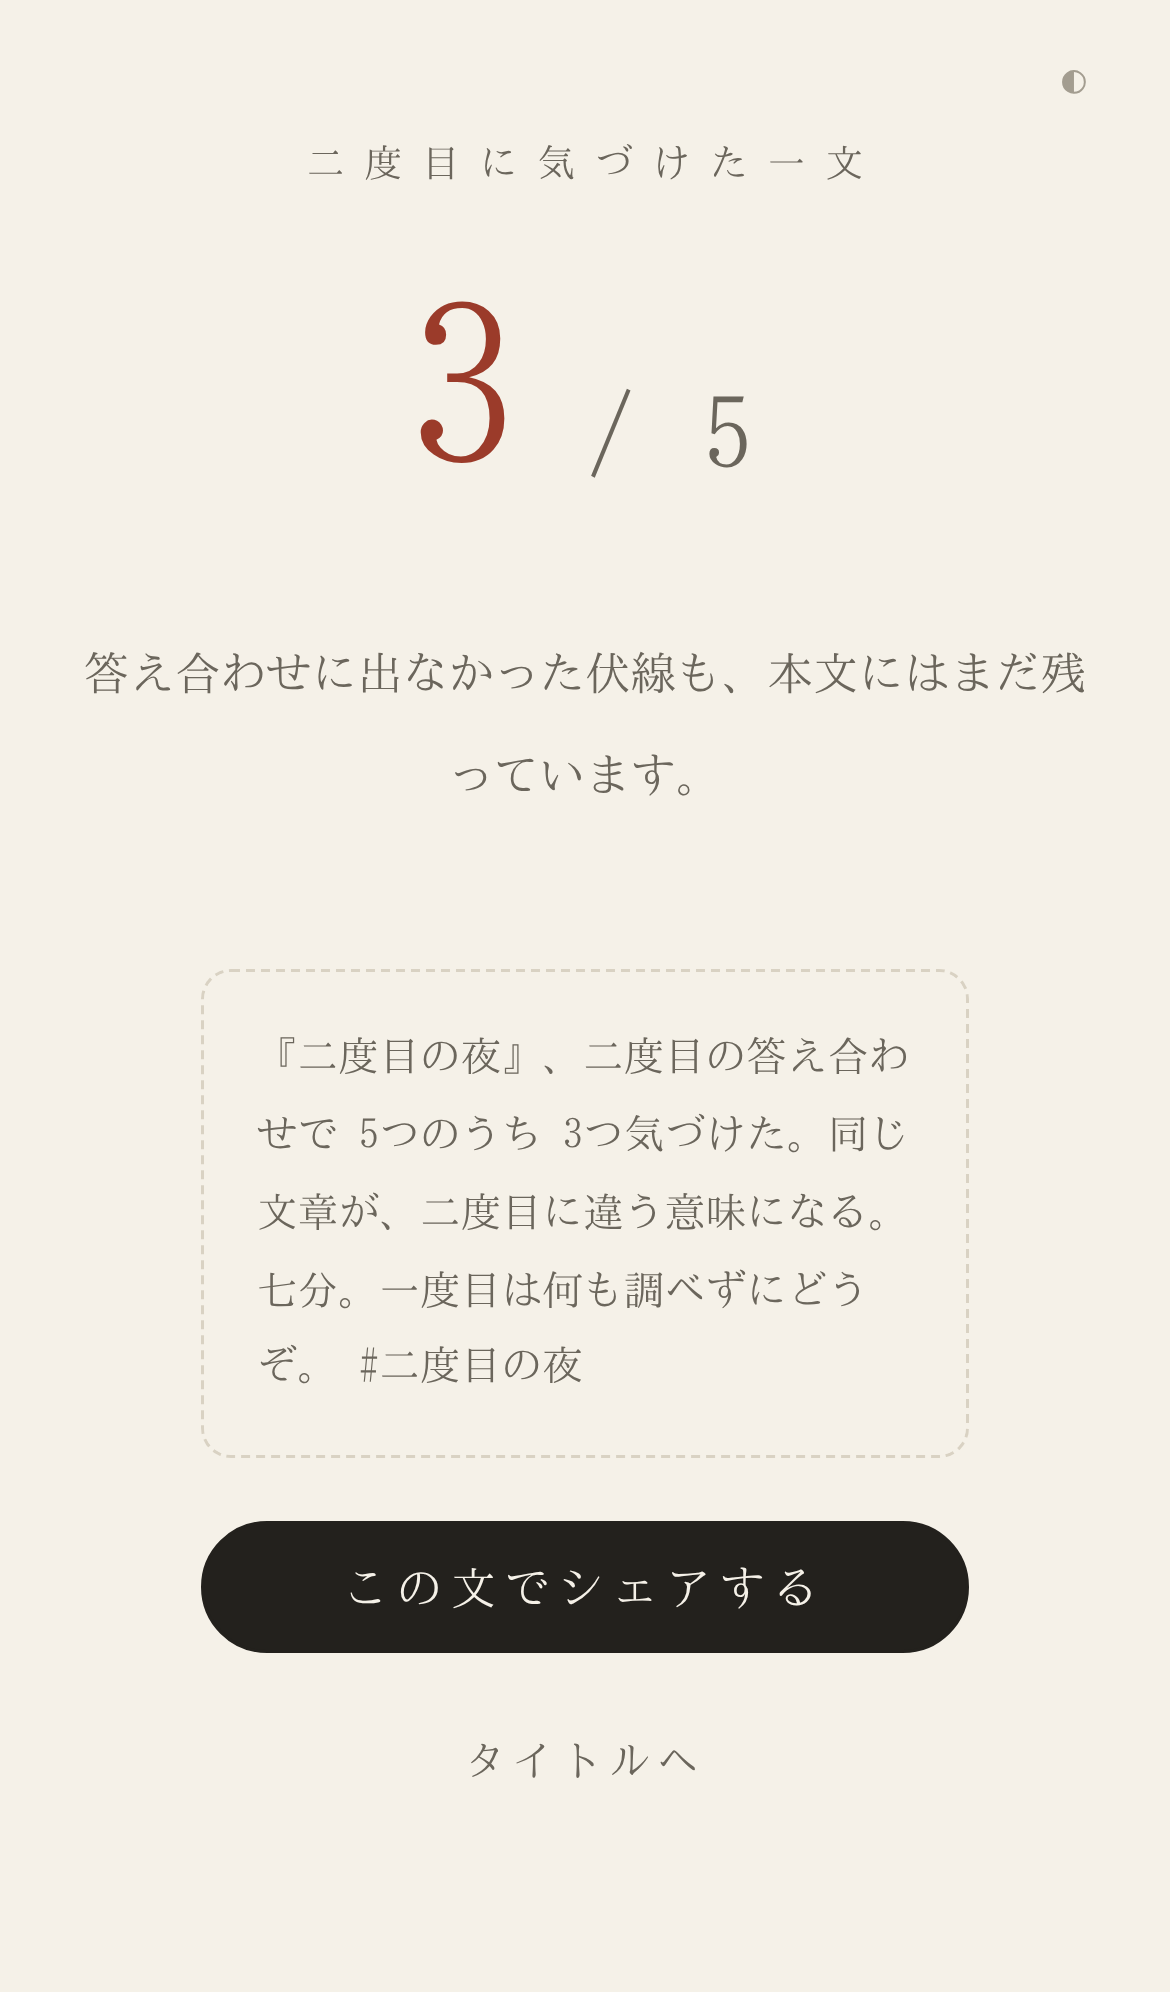 二度目に気づけた一文
3 / 5
答え合わせに出なかった伏線も、本文にはまだ残
っています。
『二度目の夜』、二度目の答え合わ
せで 5つのうち 3つ気づけた。同じ
文章が、二度目に違う意味になる。
七分。一度目は何も調べずにどう
ぞ。 #二度目の夜
この文でシェアする
タイトルへ